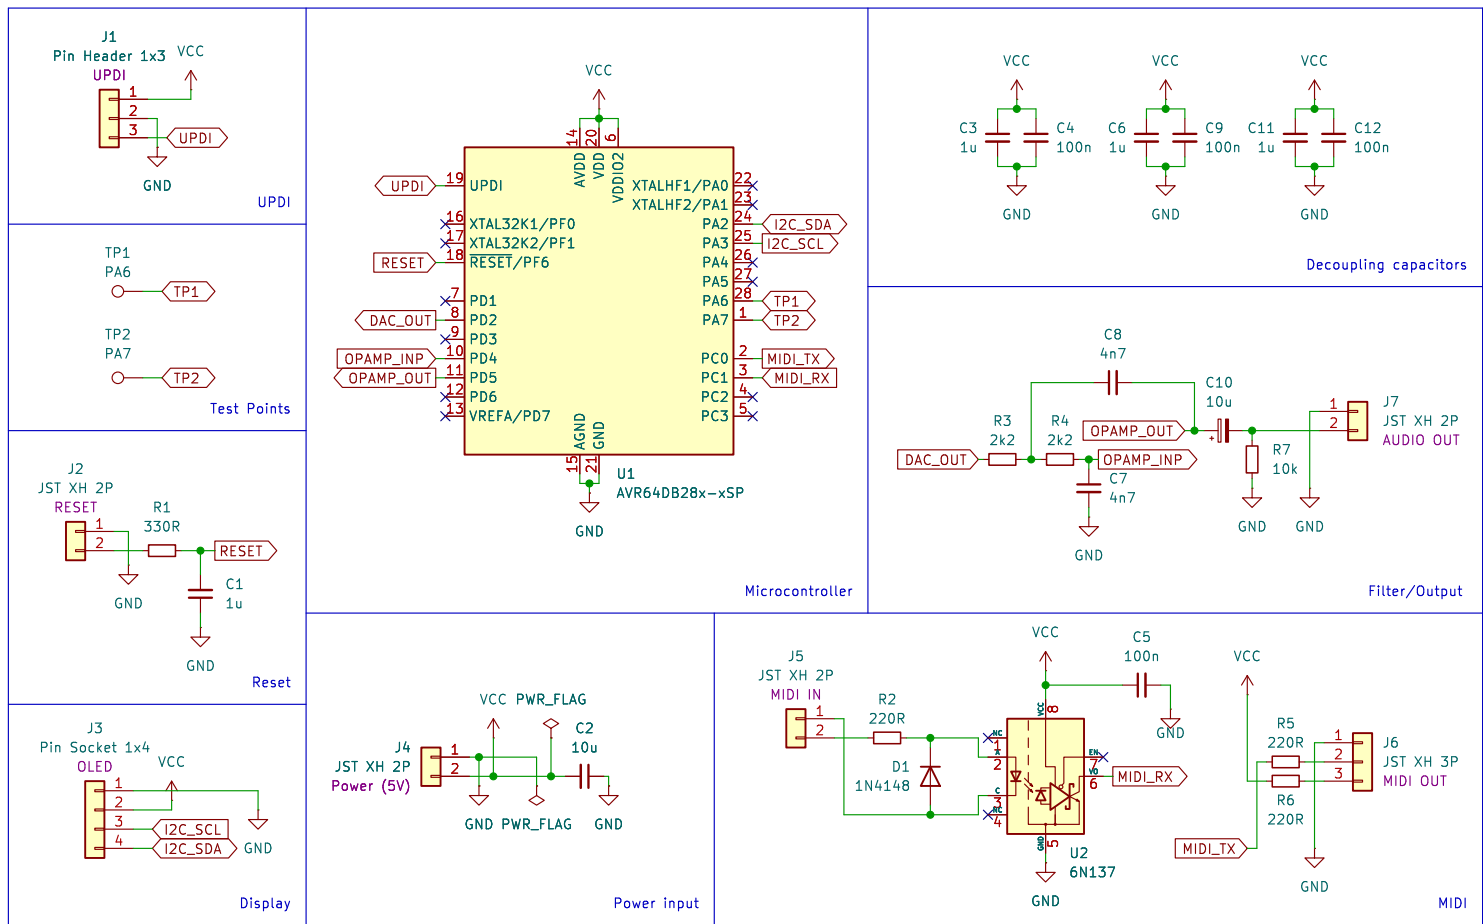 J1
Pin Header 1x3
UPDI
VCC
1
2
3
UPDI
GND
UPDI
TP1
PA6
TP1
TP2
PA7
TP2
Test Points
J2
JST XH 2P
RESET
1
2
R1
330R
RESET
GND
C1
1u
GND
Reset
J3
Pin Socket 1x4
OLED
VCC
1
2
3
4
I2C_SCL
I2C_SDA
GND
Display
VCC
14
20
6
AVDD
VDD
VDDIO2
UPDI
19
UPDI
16
XTAL32K1/PF0
17
XTAL32K2/PF1
RESET
18
RESET/PF6
7
PD1
DAC_OUT
8
PD2
9
PD3
OPAMP_INP
10
PD4
OPAMP_OUT
11
PD5
12
PD6
13
VREFA/PD7
XTALHF1/PA0
22
XTALHF2/PA1
23
PA2
24
I2C_SDA
PA3
25
I2C_SCL
PA4
26
PA5
27
PA6
28
TP1
PA7
1
TP2
PC0
2
MIDI_TX
PC1
3
MIDI_RX
PC2
4
PC3
5
AGND
GND
15
21
U1
AVR64DB28x-xSP
GND
Microcontroller
VCC
C3
1u
C4
100n
GND
VCC
C6
1u
C9
100n
GND
VCC
C11
1u
C12
100n
GND
Decoupling capacitors
C8
4n7
C10
10u
+
J7
JST XH 2P
AUDIO OUT
1
2
OPAMP_OUT
R3
2k2
R4
2k2
DAC_OUT
OPAMP_INP
R7
10k
C7
4n7
GND
GND
GND
Filter/Output
VCC
PWR_FLAG
J4
JST XH 2P
Power (5V)
1
2
C2
10u
GND
PWR_FLAG
GND
Power input
J5
JST XH 2P
MIDI IN
1
2
R2
220R
D1
1N4148
VCC
C5
100n
GND
VCC
8
NC
1
A
2
C
3
NC
4
EN
7
VO
6
MIDI_RX
GND
5
U2
6N137
GND
VCC
R5
220R
R6
220R
1
2
3
J6
JST XH 3P
MIDI OUT
MIDI_TX
GND
MIDI